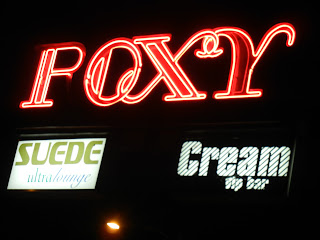 FOXY
SUEDE
ultralounge
Cream
vip bar